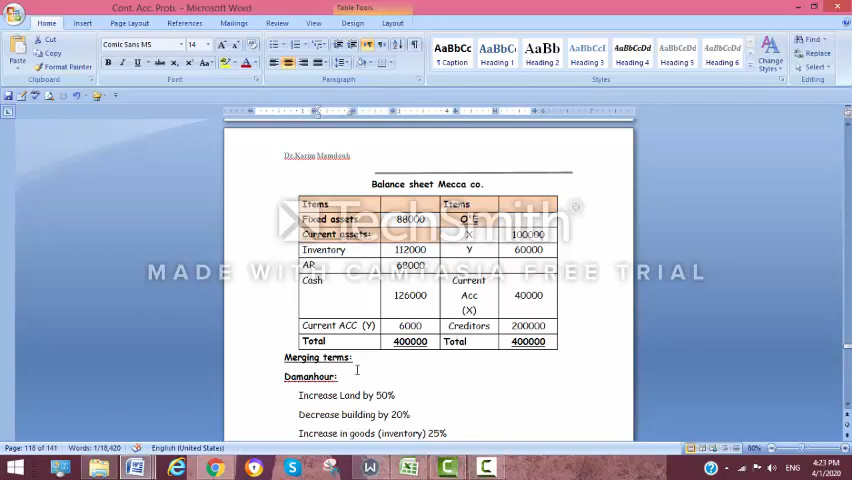 Cont. Acc. Prob. - Microsoft Word
Table Tools
Home Insert Page Layout References Mailings Review View Design Layout
Paste
Cut
Copy
Format Painter
Clipboard
Comic Sans MS 14
Font
Paragraph
AaBbCc AaBbCc AaBb AaBbCcI AaBbCcDd AaBbCcDd AaBbCcDd
¶ Caption Heading 1 Heading 2 Heading 3 Heading 4 Heading 5 Heading 6
Styles
Change Styles
Find
Replace
Select
Editing
Dr.Karim Mamdouh
Balance sheet Mecca co.
Items Items
Fixed assets 88000 O'E
Current assets: X 100000
Inventory 112000 Y 60000
AR 68000
Cash 126000 Current Acc (X) 40000
Current ACC (Y) 6000 Creditors 200000
Total 400000 Total 400000
Merging terms:
Damanhour:
Increase Land by 50%
Decrease building by 20%
Increase in goods (inventory) 25%
TechSmith
MADE WITH CAMTASIA FREE TRIAL
Page: 118 of 141 Words: 1/18,420 English (United States) 80%
ENG
4:23 PM
4/1/2020